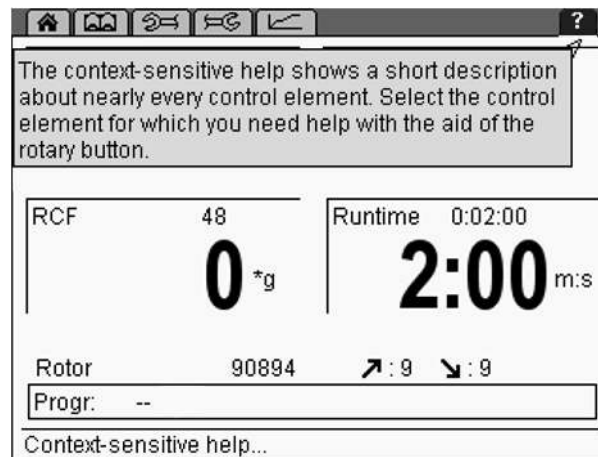 ?
The context-sensitive help shows a short description
about nearly every control element. Select the control
element for which you need help with the aid of the
rotary button.
RCF 48 Runtime 0:02:00
0 *g 2:00 m:s
Rotor 90894 ↗ : 9 ↘ : 9
Progr: --
Context-sensitive help...